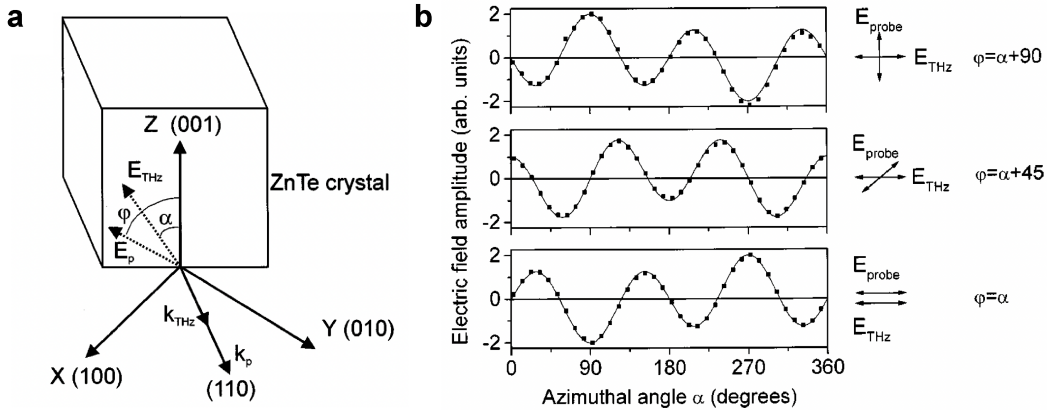 a
Z (001)
E_THz
ZnTe crystal
φ
α
E_p
k_THz
Y (010)
k_p
X (100)
(110)
b
Electric field amplitude (arb. units)
2
0
-2
E_probe
E_THz
φ=α+90
2
0
-2
E_probe
E_THz
φ=α+45
2
0
-2
E_probe
E_THz
φ=α
0 90 180 270 360
Azimuthal angle α (degrees)